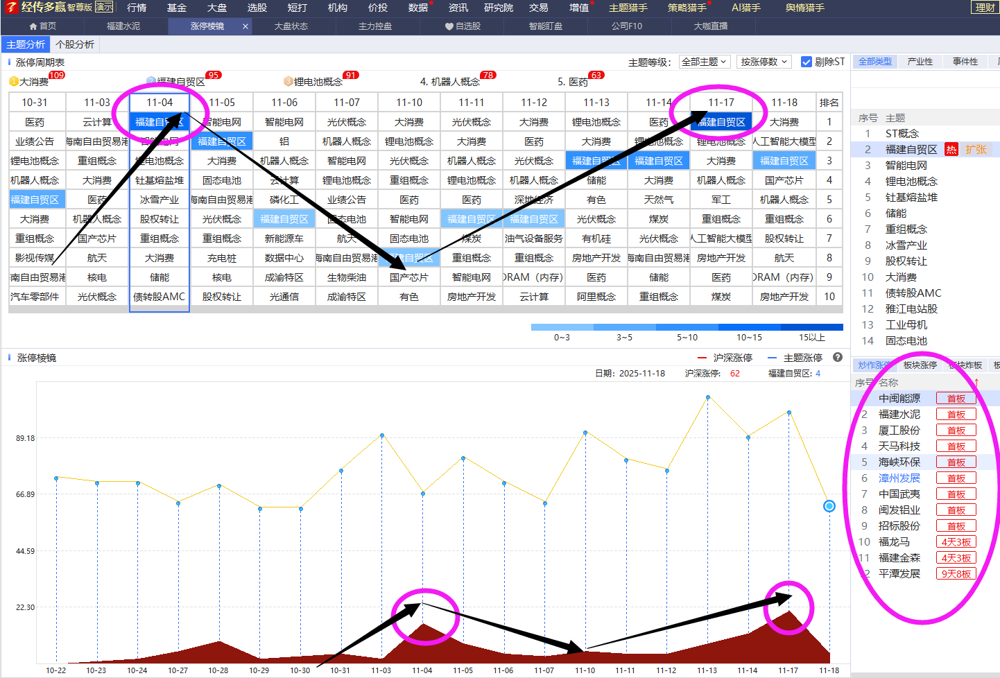 经传多赢 智尊版 演示 行情 基金 大盘 选股 短打 机构 价投 数据 资讯 研究院 交易 增值 主题猎手 策略猎手 AI猎手 舆情猎手 理财
首页 福建水泥 涨停棱镜 × 大盘状态 主力控盘 自选股 智能盯盘 公司F10 大咖直播
主题分析 个股分析
涨停周期表 主题等级: 全部主题 按涨停数 剔除ST
1 大消费 109 2 福建自贸区 95 3 锂电池概念 91 4. 机器人概念 78 5. 医药 63
10-31 11-03 11-04 11-05 11-06 11-07 11-10 11-11 11-12 11-13 11-14 11-17 11-18 排名
医药 云计算 福建自贸区 智能电网 智能电网 光伏概念 大消费 光伏概念 大消费 锂电池概念 医药 福建自贸区 大消费 1
业绩公告 海南自由贸易港 智能电网 福建自贸区 铝 机器人概念 锂电池概念 大消费 医药 大消费 锂电池概念 锂电池概念 人工智能大模型 2
锂电池概念 重组概念 锂电池概念 大消费 机器人概念 智能电网 光伏概念 机器人概念 光伏概念 福建自贸区 福建自贸区 大消费 福建自贸区 3
机器人概念 大消费 钍基熔盐堆 固态电池 云计算 锂电池概念 重组概念 锂电池概念 机器人概念 储能 大消费 机器人概念 国产芯片 4
福建自贸区 医药 冰雪产业 海南自由贸易港 磷化工 业绩公告 医药 医药 深地经济 有色 天然气 军工 机器人概念 5
大消费 机器人概念 股权转让 光伏概念 福建自贸区 固态电池 智能电网 福建自贸区 福建自贸区 光伏概念 煤炭 重组概念 重组概念 6
重组概念 国产芯片 重组概念 重组概念 新能源车 航天 固态电池 煤炭 油气设备服务 有机硅 光伏概念 人工智能大模型 股权转让 7
影视传媒 航天 大消费 充电桩 数据中心 海南自由贸易港 福建自贸区 重组概念 重组概念 房地产开发 海南自由贸易港 房地产开发 航天 8
南自由贸易港 核电 储能 核电 成渝特区 生物柴油 国产芯片 智能电网 DRAM（内存） 医药 储能 医药 DRAM（内存） 9
汽车零部件 光伏概念 债转股AMC 股权转让 光通信 成渝特区 有色 房地产开发 云计算 阿里概念 重组概念 煤炭 房地产开发 10
0~3 3~5 5~10 10~15 15以上
涨停棱镜 沪深涨停 主题涨停 ?
日期: 2025-11-18 沪深涨停: 62 福建自贸区: 4
89.18
66.89
44.59
22.30
10-22 10-23 10-24 10-27 10-28 10-29 10-30 10-31 11-03 11-04 11-05 11-06 11-07 11-10 11-11 11-12 11-13 11-14 11-17 11-18
全部类型 产业性 事件性
序号 主题
1 ST概念
2 福建自贸区 热 扩张
3 智能电网
4 锂电池概念
5 钍基熔盐堆
6 储能
7 重组概念
8 冰雪产业
9 股权转让
10 大消费
11 债转股AMC
12 雅江电站股
13 工业母机
14 固态电池
炒作涨停 板块涨停 板块炸板 板
序号 名称 ↑
中闽能源 首板
2 福建水泥 首板
3 厦工股份 首板
4 天马科技 首板
5 海峡环保 首板
6 漳州发展 首板
7 中国武夷 首板
8 闽发铝业 首板
9 招标股份 首板
10 福龙马 4天3板
11 福建金森 4天3板
12 平潭发展 9天8板